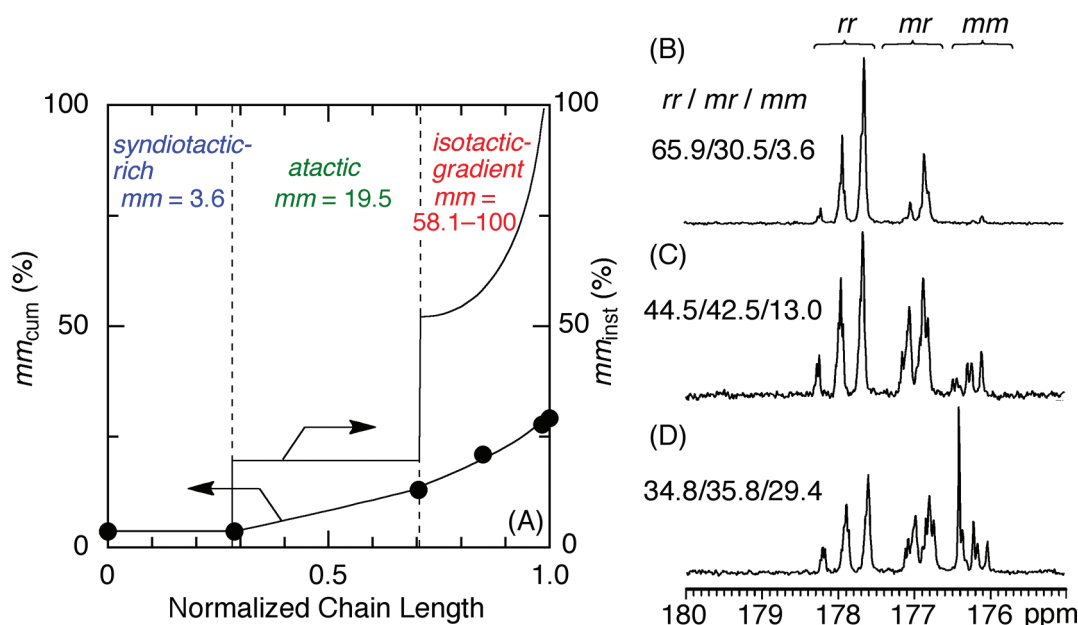 100
50
0
mmcum (%)
syndiotactic-
rich
mm = 3.6
atactic
mm = 19.5
isotactic-
gradient
mm =
58.1–100
(A)
100
50
0
mminst (%)
0
0.5
1.0
Normalized Chain Length
rr
mr
mm
(B)
rr / mr / mm
65.9/30.5/3.6
(C)
44.5/42.5/13.0
(D)
34.8/35.8/29.4
180
179
178
177
176
ppm